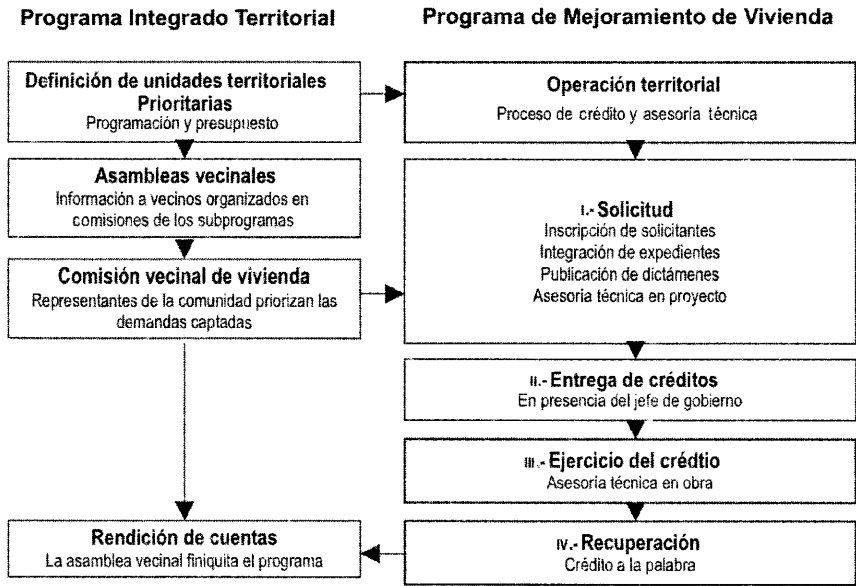 Programa Integrado Territorial
Definición de unidades territoriales
Prioritarias
Programación y presupuesto
Asambleas vecinales
Información a vecinos organizados en
comisiones de los subprogramas
Comisión vecinal de vivienda
Representantes de la comunidad priorizan las
demandas captadas
Rendición de cuentas
La asamblea vecinal finiquita el programa
Programa de Mejoramiento de Vivienda
Operación territorial
Proceso de crédito y asesoría técnica
I.- Solicitud
Inscripción de solicitantes
Integración de expedientes
Publicación de dictámenes
Asesoría técnica en proyecto
II.- Entrega de créditos
En presencia del jefe de gobierno
III.- Ejercicio del crédtio
Asesoría técnica en obra
IV.- Recuperación
Crédito a la palabra